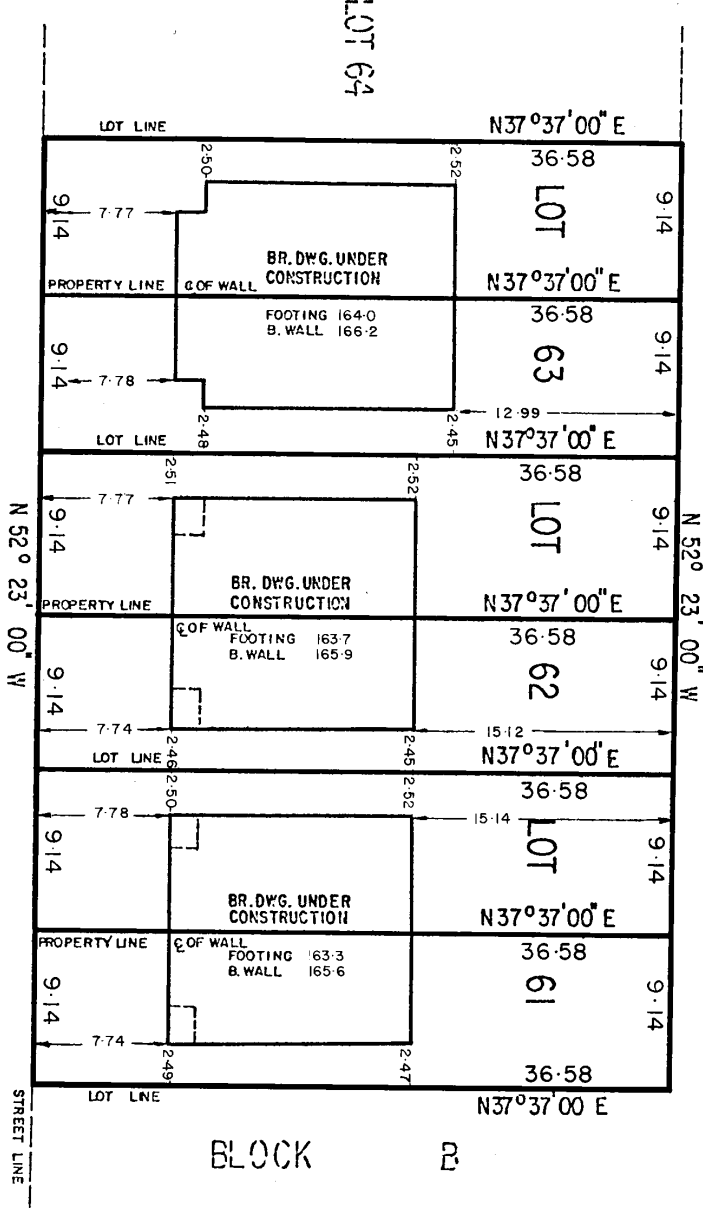 LOT 64
LOT LINE
N37°37'00" E
2·50
2·52
36·58
9·14
7·77
LOT
9·14
BR. DWG. UNDER
CONSTRUCTION
PROPERTY LINE
℄ OF WALL
N37°37'00" E
FOOTING 164·0
B. WALL 166·2
36·58
63
9·14
7·78
9·14
12·99
2·48
2·45
LOT LINE
N37°37'00" E
2·51
2·52
36·58
7·77
9·14
LOT
9·14
N 52° 23' 00" W
N 52° 23' 00" W
BR. DWG. UNDER
CONSTRUCTION
PROPERTY LINE
N37°37'00" E
℄ OF WALL
FOOTING 163·7
B. WALL 165·9
36·58
62
9·14
9·14
7·74
15·12
2·46
2·45
LOT LINE
N37°37'00" E
2·50
2·52
36·58
7·78
15·14
9·14
LOT
9·14
BR. DWG. UNDER
CONSTRUCTION
N37°37'00" E
PROPERTY LINE
℄ OF WALL
FOOTING 163·3
B. WALL 165·6
36·58
61
9·14
9·14
7·74
2·49
2·47
36·58
LOT LINE
N37°37'00 E
STREET LINE
BLOCK B